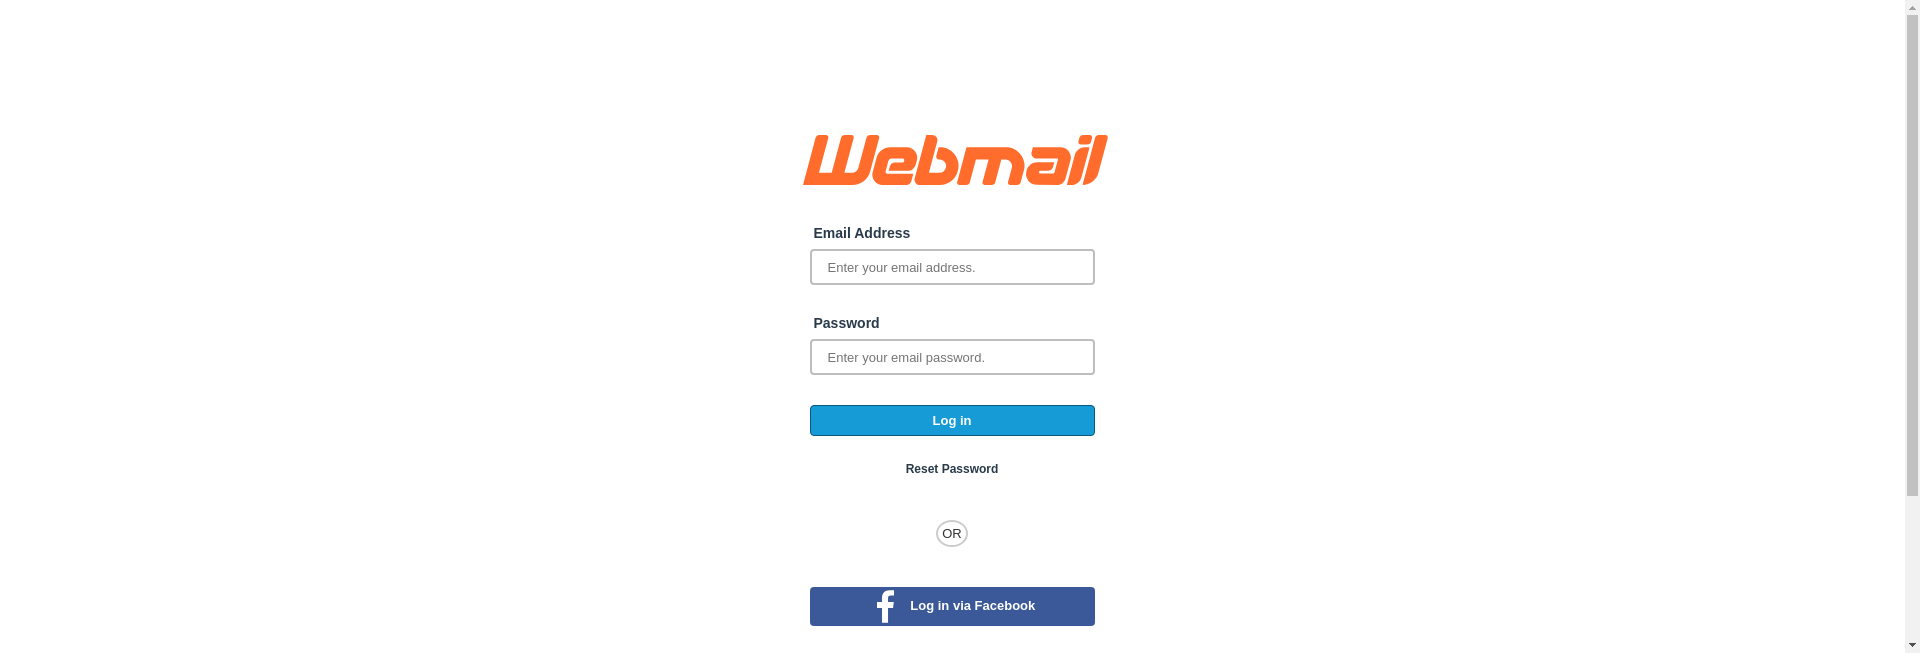 Webmail
Email Address
Enter your email address.
Password
Enter your email password.
Log in
Reset Password
OR
Log in via Facebook